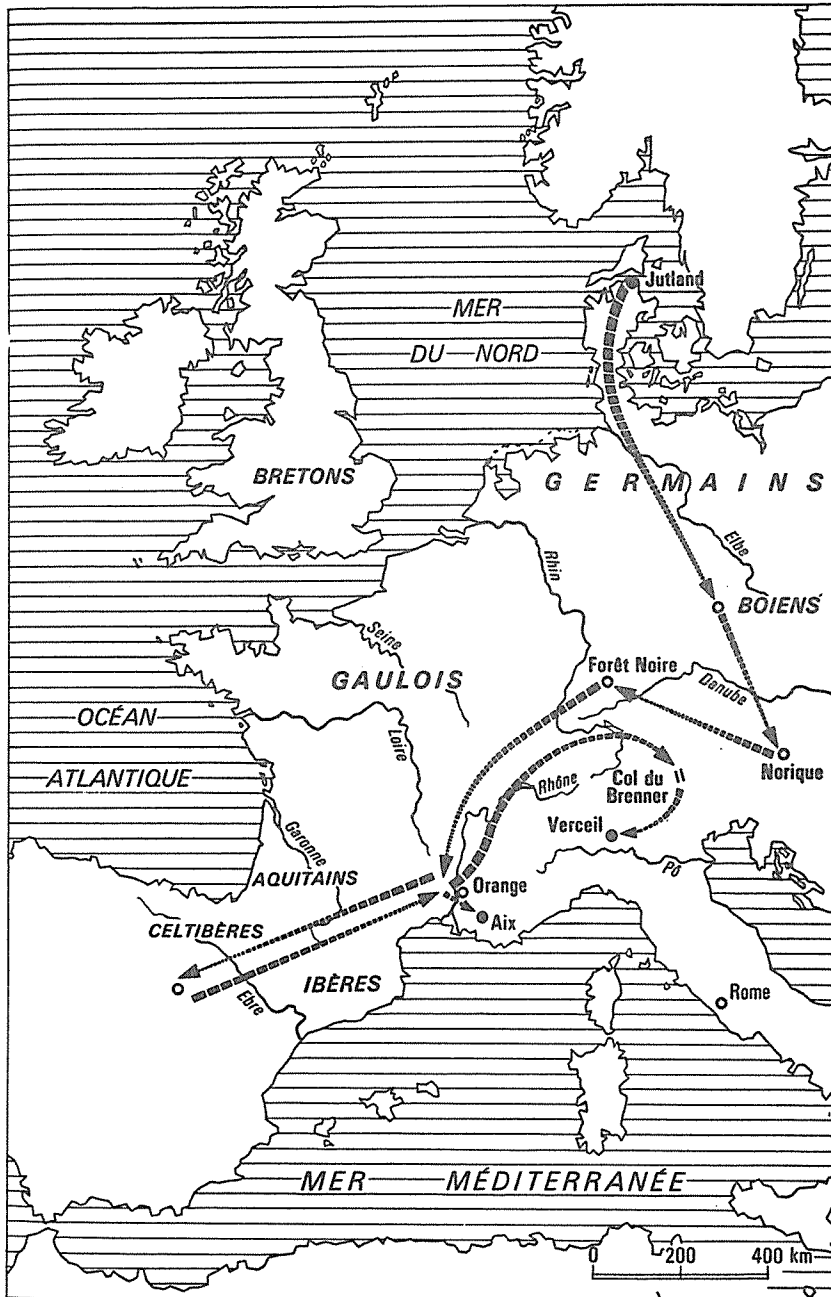 Jutland
MER
DU NORD
BRETONS
GERMAINS
Elbe
Rhin
BOIENS
Seine
Forêt Noire
GAULOIS
Danube
OCÉAN
ATLANTIQUE
Loire
Norique
Rhône
Col du
Brenner
Verceil
Garonne
Pô
AQUITAINS
Orange
Aix
CELTIBÈRES
IBÈRES
Ebre
Rome
MER MÉDITERRANÉE
0 200 400 km